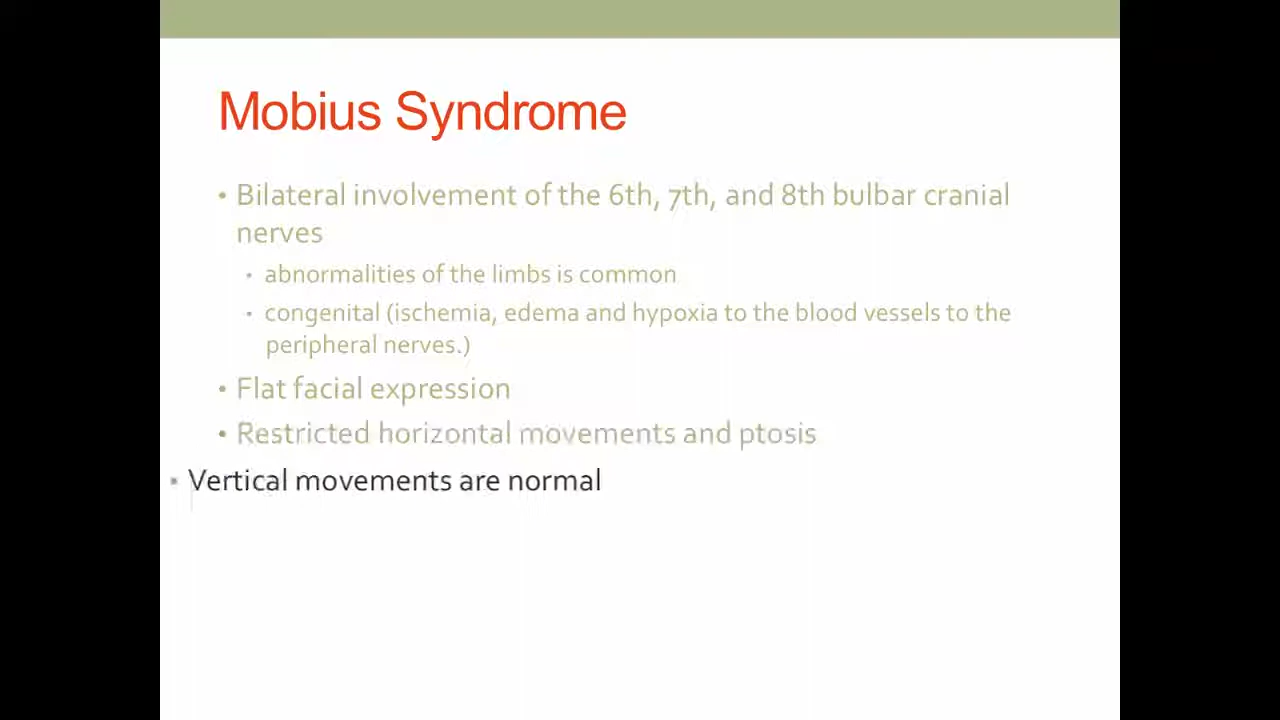 Mobius Syndrome
• Bilateral involvement of the 6th, 7th, and 8th bulbar cranial
nerves
• abnormalities of the limbs is common
• congenital (ischemia, edema and hypoxia to the blood vessels to the
peripheral nerves.)
• Flat facial expression
• Restricted horizontal movements and ptosis
▪ Vertical movements are normal